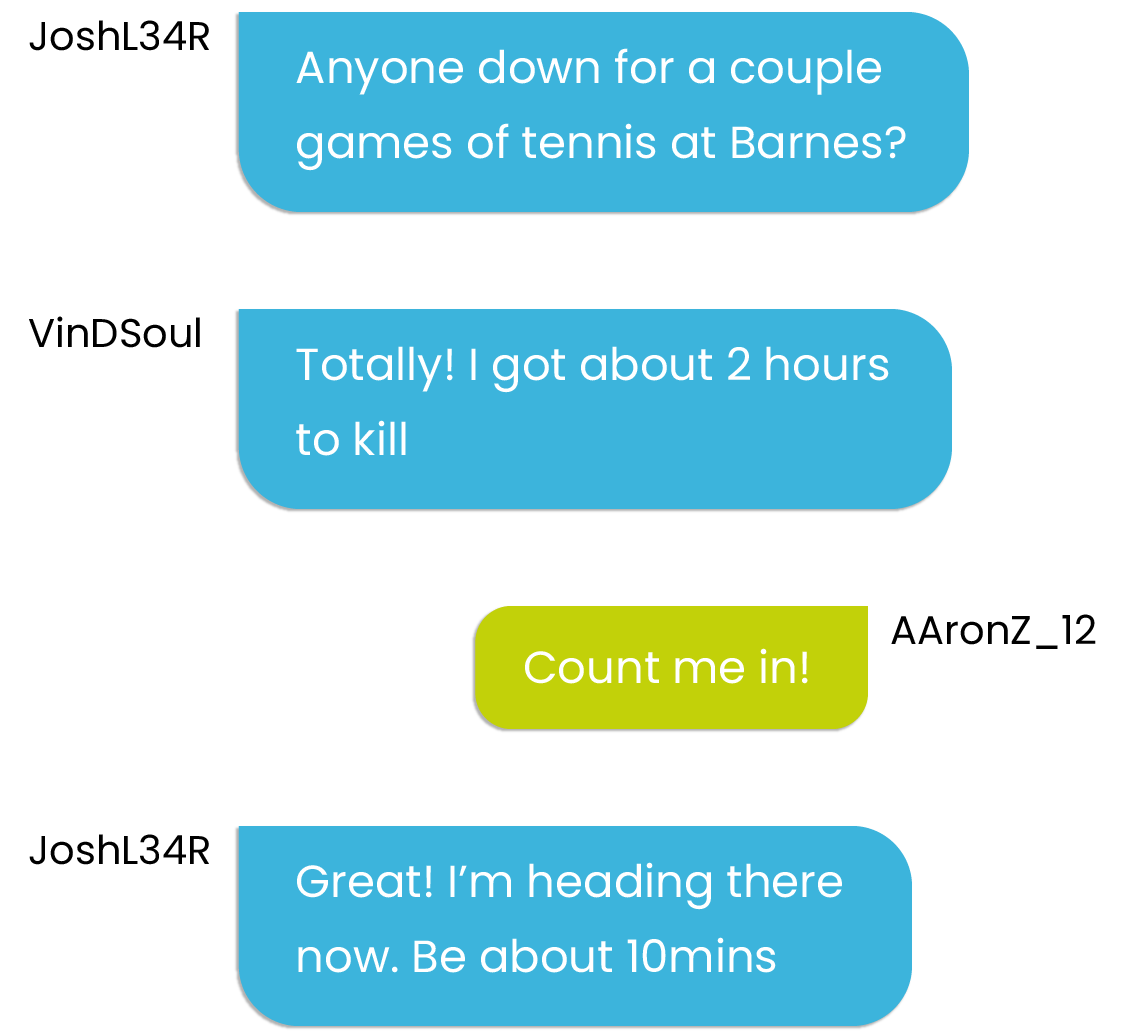 JoshL34R
Anyone down for a couple
games of tennis at Barnes?
VinDSoul
Totally! I got about 2 hours
to kill
AAronZ_12
Count me in!
JoshL34R
Great! I’m heading there
now. Be about 10mins